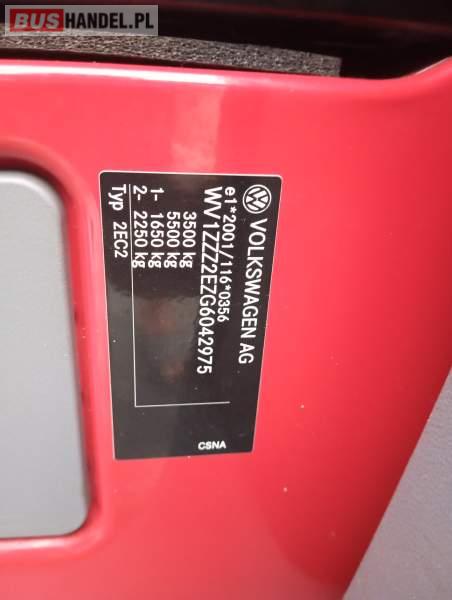 BUSHANDEL.PL
VOLKSWAGEN AG
e1*2001/116*0356
WV1ZZZ2EZG6042975
3500 kg
5500 kg
1- 1650 kg
2- 2250 kg
Typ 2EC2
CSNA